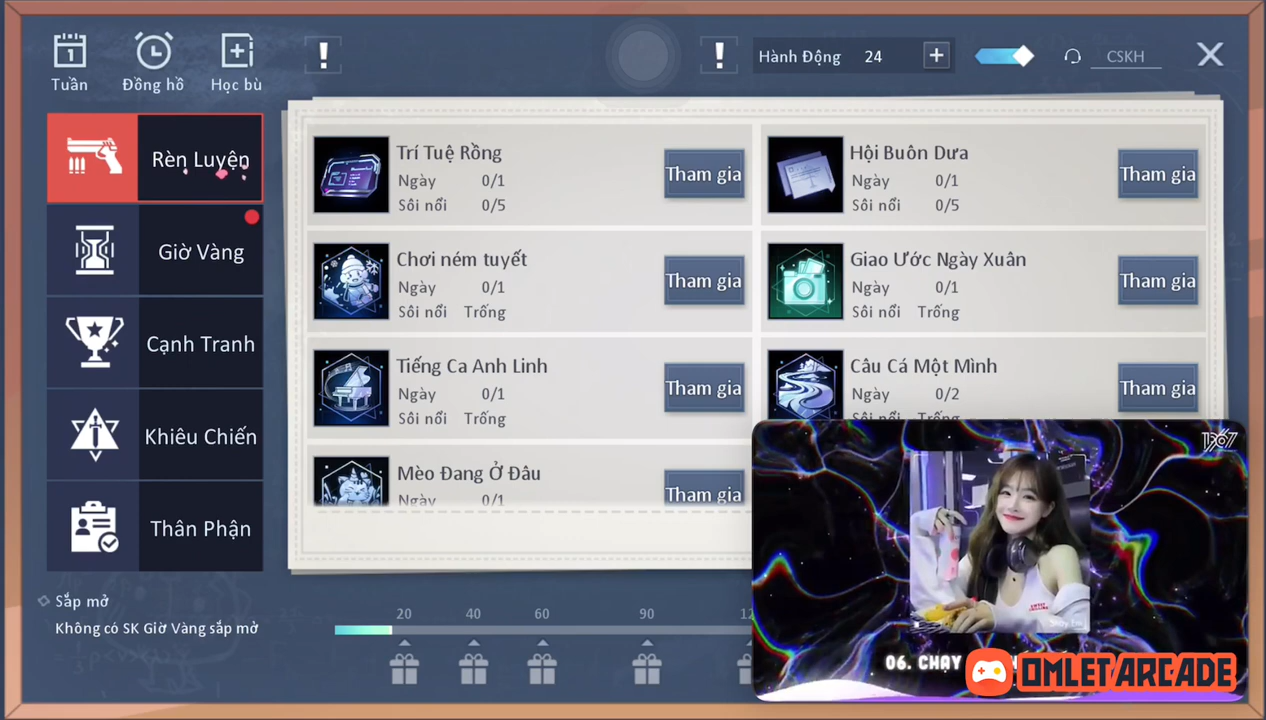 1
Tuần
Đồng hồ
Học bù
!
!
Hành Động 24 +
CSKH
Rèn Luyện
Giờ Vàng
Cạnh Tranh
Khiêu Chiến
Thân Phận
Trí Tuệ Rồng
Ngày 0/1
Sôi nổi 0/5
Tham gia
Hội Buôn Dưa
Ngày 0/1
Sôi nổi 0/5
Tham gia
Chơi ném tuyết
Ngày 0/1
Sôi nổi Trống
Tham gia
Giao Ước Ngày Xuân
Ngày 0/1
Sôi nổi Trống
Tham gia
Tiếng Ca Anh Linh
Ngày 0/1
Sôi nổi Trống
Tham gia
Câu Cá Một Mình
Ngày 0/2
Sôi nổi Trống
Tham gia
Mèo Đang Ở Đâu
Ngày 0/1
Tham gia
Sắp mở
Không có SK Giờ Vàng sắp mở
20 40 60 90
1967
06. CHẠY
OMLET ARCADE